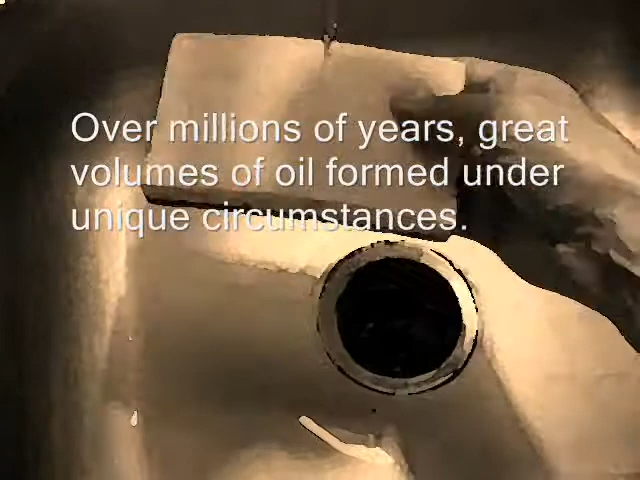 Over millions of years, great
volumes of oil formed under
unique circumstances.